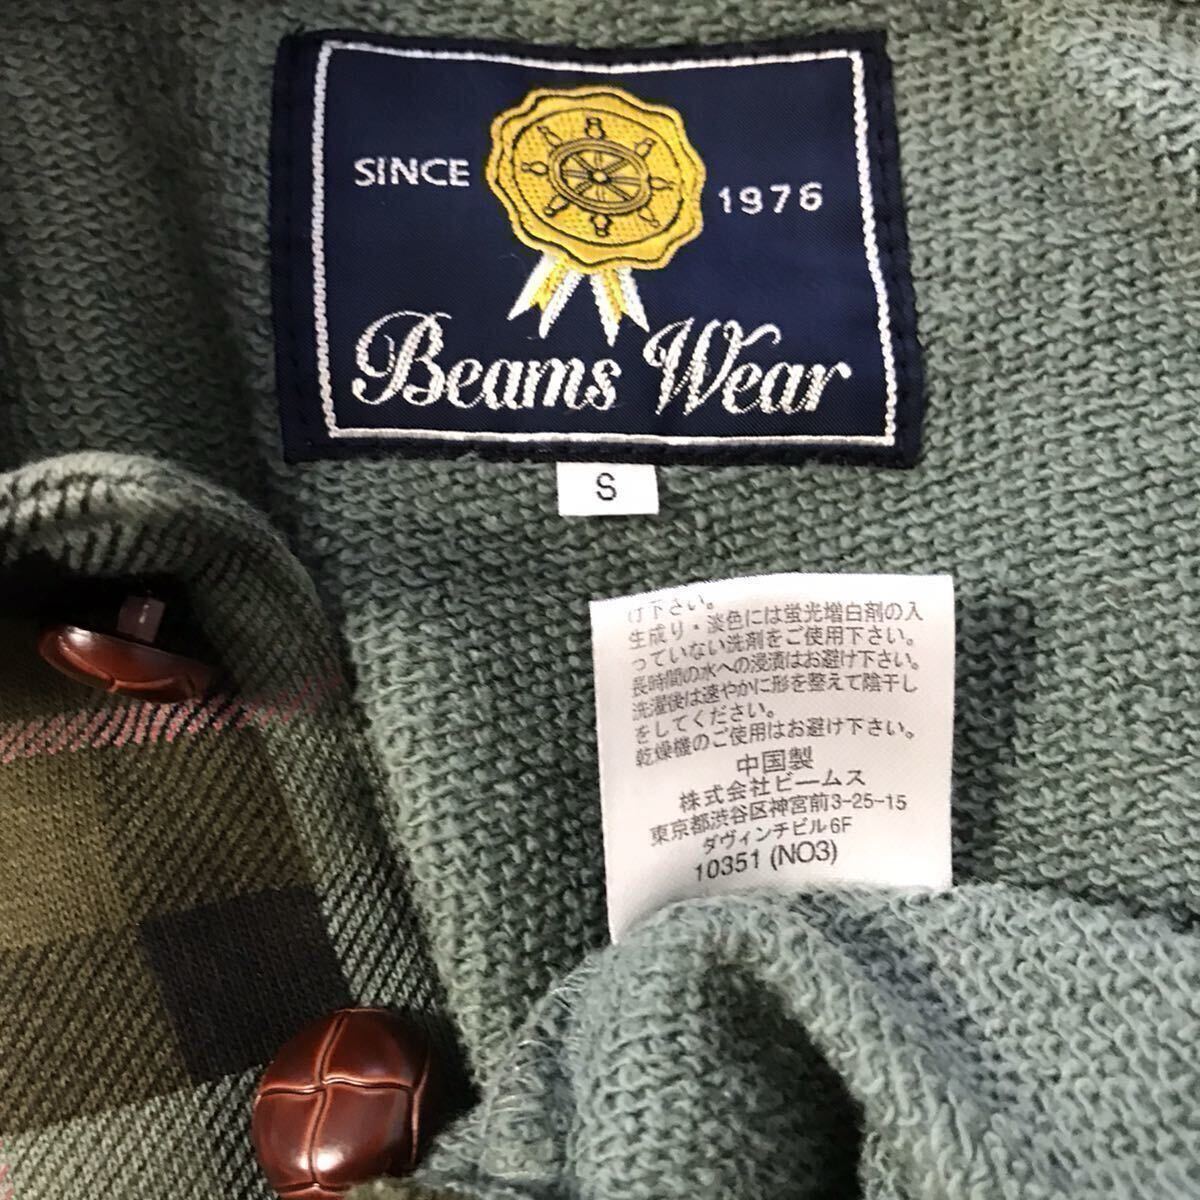 SINCE 1976
Beams Wear
S
け下さい。
生成り・淡色には蛍光増白剤の入
っていない洗剤をご使用下さい。
長時間の水への浸漬はお避け下さい。
洗濯後は速やかに形を整えて陰干し
をしてください。
乾燥機のご使用はお避け下さい。
中国製
株式会社ビームス
東京都渋谷区神宮前3-25-15
ダヴィンチビル6F
10351 (NO3)